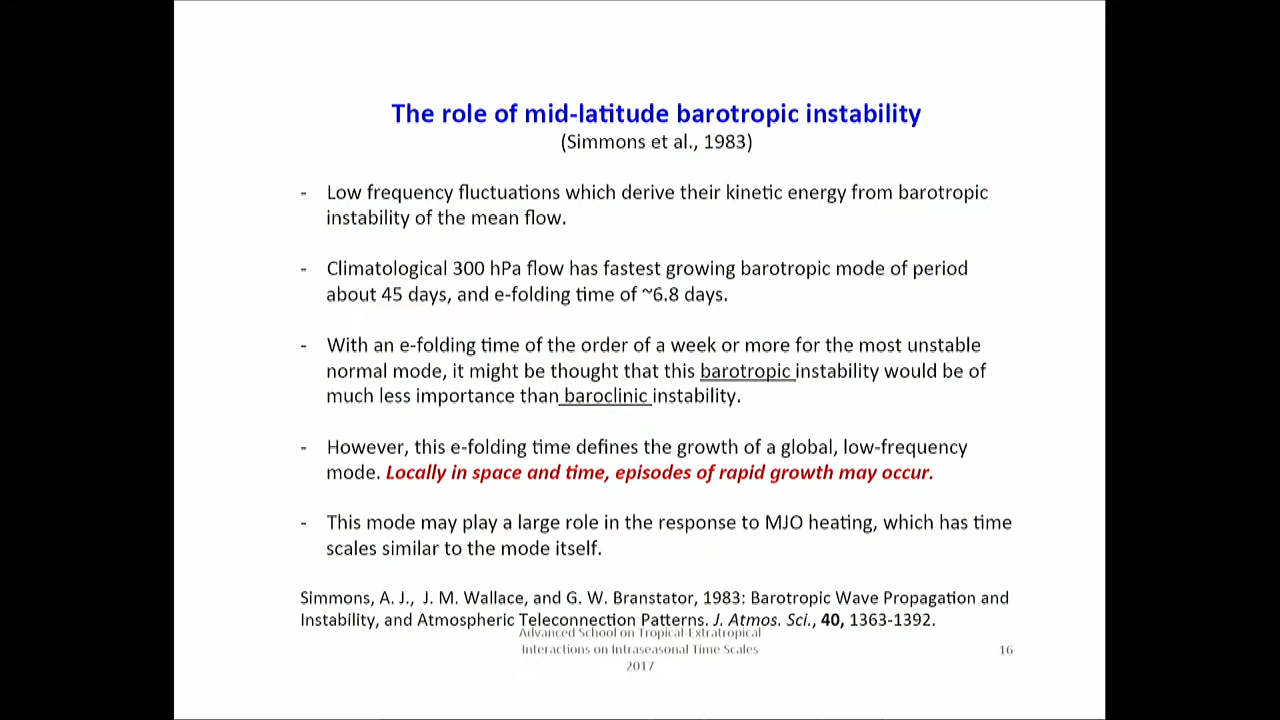 The role of mid-latitude barotropic instability
(Simmons et al., 1983)
- Low frequency fluctuations which derive their kinetic energy from barotropic
instability of the mean flow.
- Climatological 300 hPa flow has fastest growing barotropic mode of period
about 45 days, and e-folding time of ~6.8 days.
- With an e-folding time of the order of a week or more for the most unstable
normal mode, it might be thought that this barotropic instability would be of
much less importance than baroclinic instability.
- However, this e-folding time defines the growth of a global, low-frequency
mode. Locally in space and time, episodes of rapid growth may occur.
- This mode may play a large role in the response to MJO heating, which has time
scales similar to the mode itself.
Simmons, A. J., J. M. Wallace, and G. W. Branstator, 1983: Barotropic Wave Propagation and
Instability, and Atmospheric Teleconnection Patterns. J. Atmos. Sci., 40, 1363-1392.
Advanced School on Tropical-Extratropical
Interactions on Intraseasonal Time Scales
2017
16